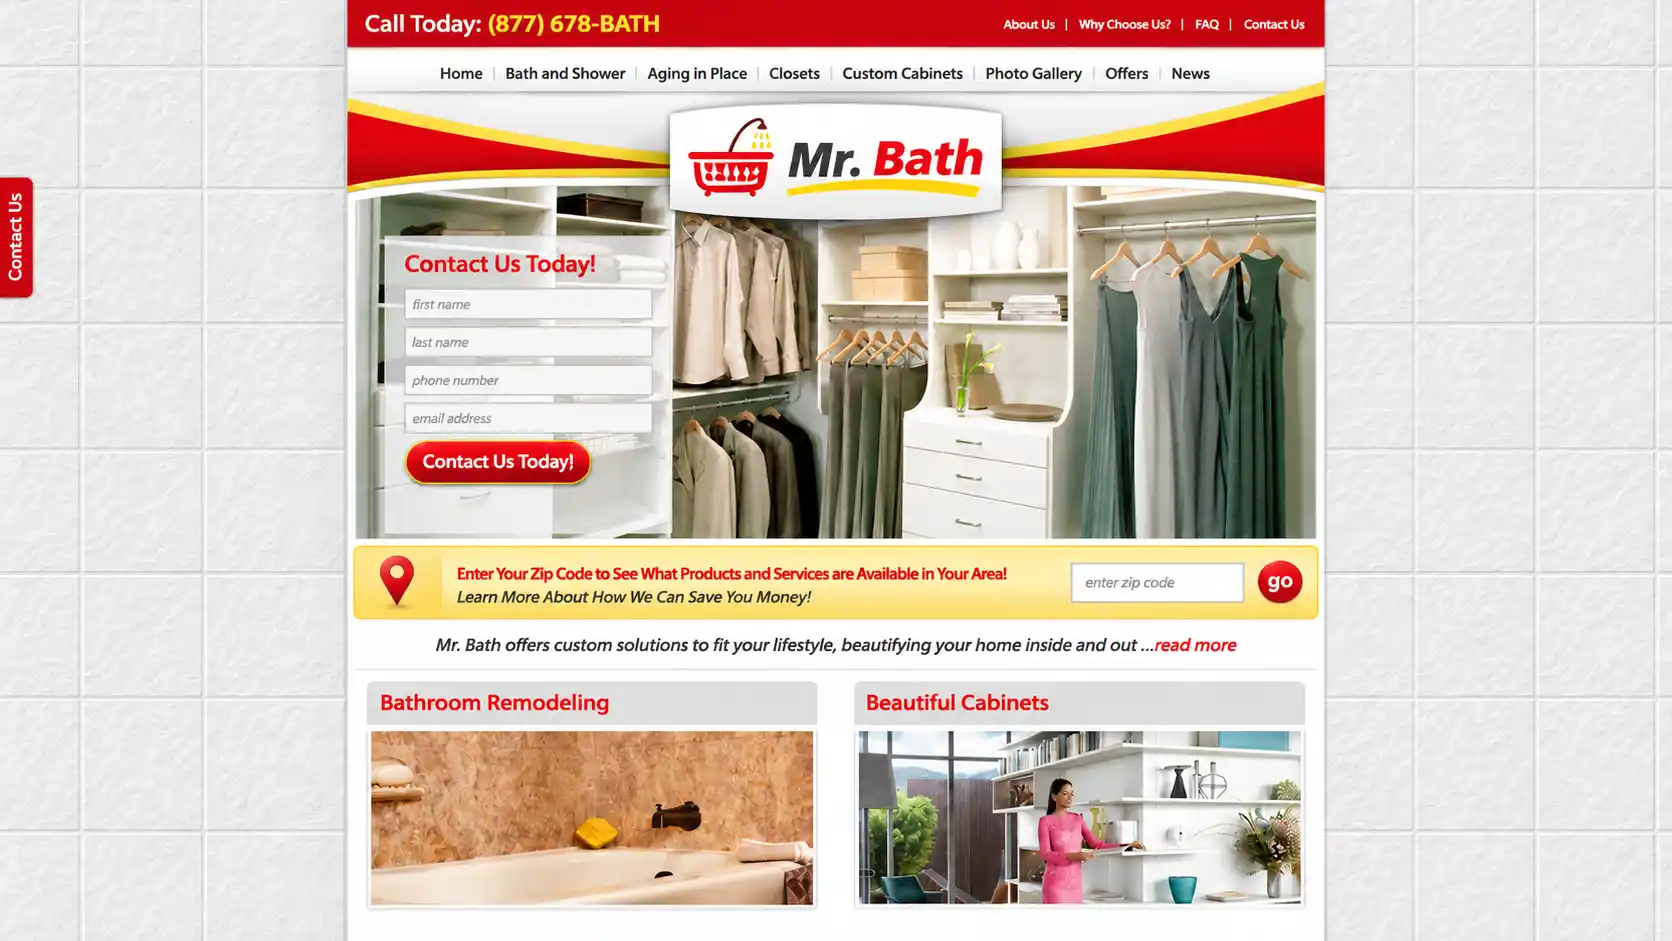 Call Today: (877) 678-BATH
About Us | Why Choose Us? | FAQ | Contact Us
Home | Bath and Shower | Aging in Place | Closets | Custom Cabinets | Photo Gallery | Offers | News
Mr. Bath
Contact Us
Contact Us Today!
first name
last name
phone number
email address
Contact Us Today!
Enter Your Zip Code to See What Products and Services are Available in Your Area!
Learn More About How We Can Save You Money!
enter zip code
go
Mr. Bath offers custom solutions to fit your lifestyle, beautifying your home inside and out ...read more
Bathroom Remodeling
Beautiful Cabinets